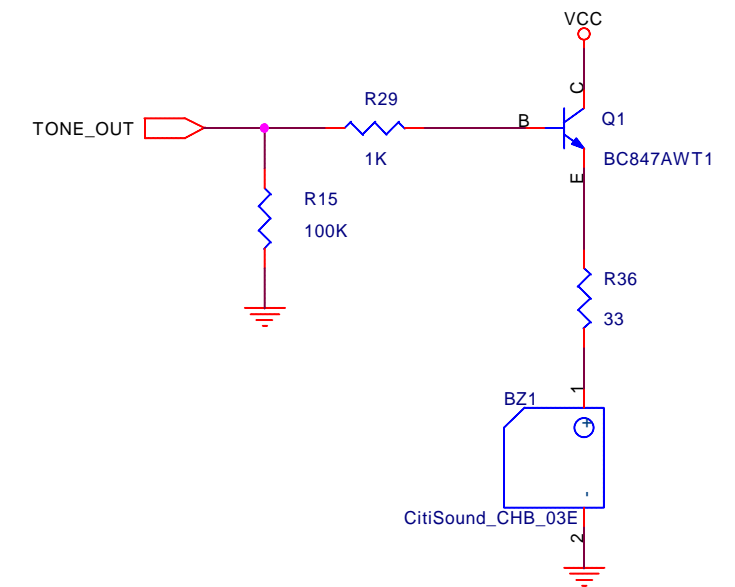 VCC
R29
C
TONE_OUT
B
Q1
1K
BC847AWT1
E
R15
100K
R36
33
1
BZ1
+
-
CitiSound_CHB_03E
2